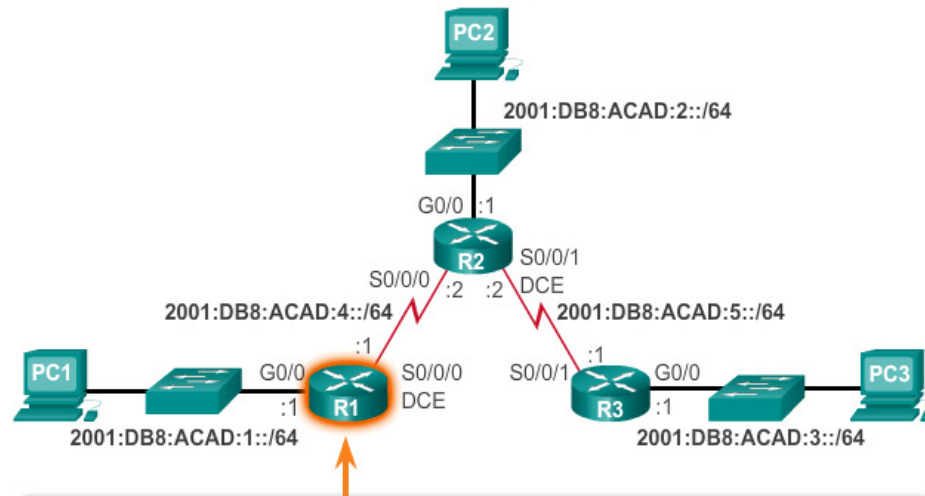 PC2
2001:DB8:ACAD:2::/64
G0/0 :1
R2
S0/0/1
DCE
S0/0/0
:2 :2
2001:DB8:ACAD:4::/64
2001:DB8:ACAD:5::/64
:1
:1
PC1
G0/0
:1
R1
S0/0/0
DCE
2001:DB8:ACAD:1::/64
S0/0/1
R3
G0/0
:1
PC3
2001:DB8:ACAD:3::/64